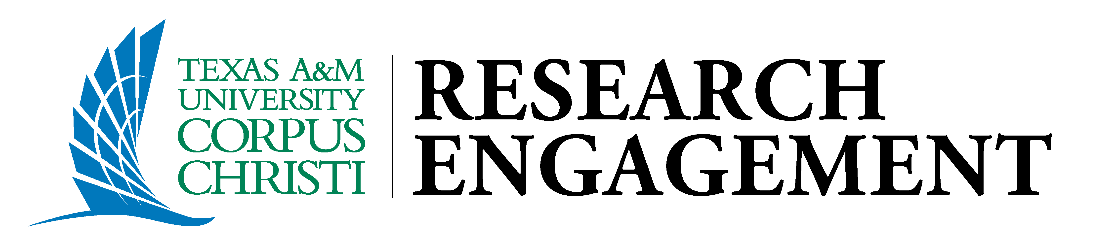 TEXAS A&M
UNIVERSITY
CORPUS
CHRISTI
RESEARCH
ENGAGEMENT